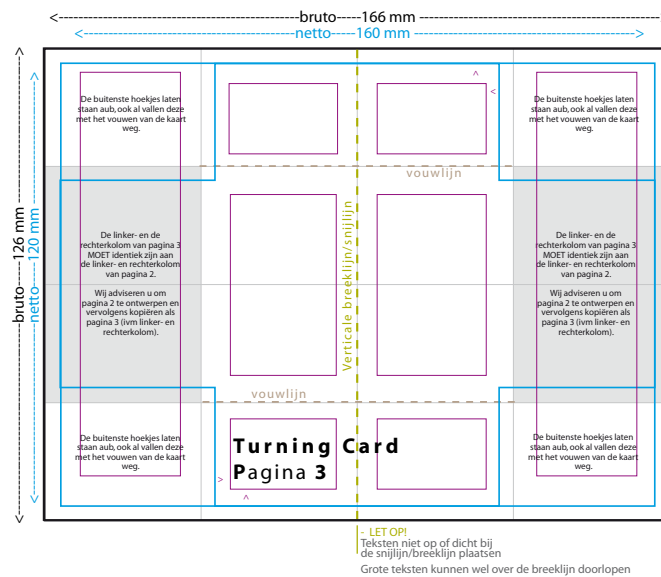 <-----------------------------bruto-----166 mm----------------------------->
<--------------------------netto-----160 mm-------------------------->
De buitenste hoekjes laten
staan aub, ook al vallen deze
met het vouwen van de kaart
weg.
^
<
De buitenste hoekjes laten
staan aub, ook al vallen deze
met het vouwen van de kaart
weg.
vouwlijn
bruto-----126 mm
netto-----120 mm
De linker- en de
rechterkolom van pagina 3
MOET identiek zijn aan
de linker- en rechterkolom
van pagina 2.
Wij adviseren u om
pagina 2 te ontwerpen en
vervolgens kopiëren als
pagina 3 (ivm linker- en
rechterkolom).
Verticale breeklijn/snijlijn
De linker- en de
rechterkolom van pagina 3
MOET identiek zijn aan
de linker- en rechterkolom
van pagina 2.
Wij adviseren u om
pagina 2 te ontwerpen en
vervolgens kopiëren als
pagina 3 (ivm linker- en
rechterkolom).
vouwlijn
De buitenste hoekjes laten
staan aub, ook al vallen deze
met het vouwen van de kaart
weg.
Turning Card
Pagina 3
>
^
De buitenste hoekjes laten
staan aub, ook al vallen deze
met het vouwen van de kaart
weg.
- LET OP!
Teksten niet op of dicht bij
de snijlijn/breeklijn plaatsen
Grote teksten kunnen wel over de breeklijn doorlopen